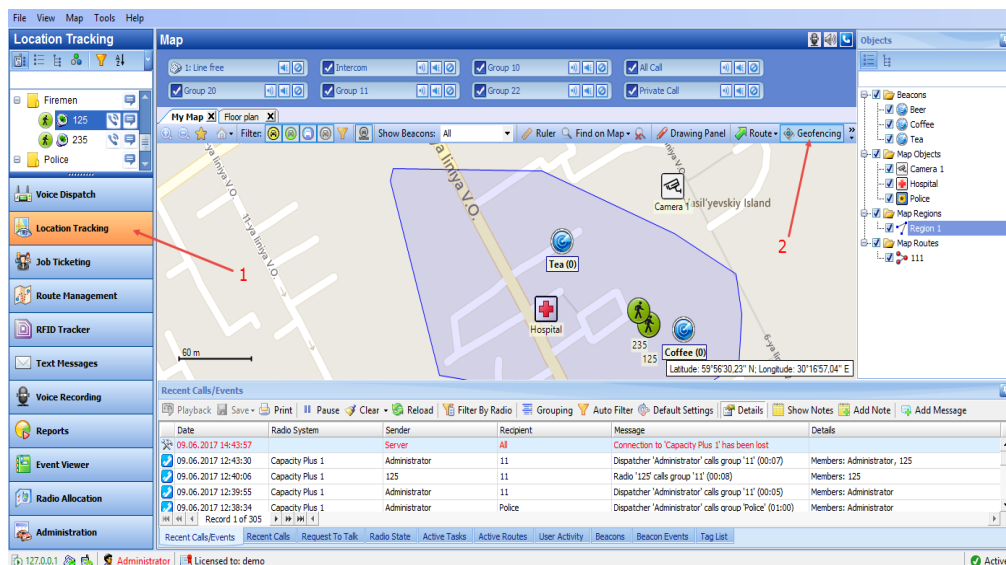 File View Map Tools Help
Location Tracking
Map
Objects
1: Line free
Intercom
Group 10
All Call
Group 20
Group 11
Group 22
Private Call
Firemen
125
235
Police
My Map X Floor plan X
Filter: Show Beacons: All Ruler Find on Map Drawing Panel Route Geofencing
Voice Dispatch
Location Tracking
Job Ticketing
Route Management
RFID Tracker
Text Messages
Voice Recording
Reports
Event Viewer
Radio Allocation
Administration
1
2
ya liniya V.O.
11-ya liniya V.O.
ya liniya V.O.
Camera 1
asil'yevskiy Island
Tea (0)
Hospital
235
125
Coffee (0)
6-ya
60 m
Latitude: 59°56'30,23" N; Longitude: 30°16'57,04" E
Beacons
Beer
Coffee
Tea
Map Objects
Camera 1
Hospital
Police
Map Regions
Region 1
Map Routes
111
Recent Calls/Events
Playback Save Print Pause Clear Reload Filter By Radio Grouping Auto Filter Default Settings Details Show Notes Add Note Add Message
Date Radio System Sender Recipient Message Details
09.06.2017 14:43:57 Server All Connection to 'Capacity Plus 1' has been lost
09.06.2017 12:43:30 Capacity Plus 1 Administrator 11 Dispatcher 'Administrator' calls group '11' (00:07) Members: Administrator, 125
09.06.2017 12:40:06 Capacity Plus 1 125 11 Radio '125' calls group '11' (00:08) Members: 125
09.06.2017 12:39:55 Capacity Plus 1 Administrator 11 Dispatcher 'Administrator' calls group '11' (00:05) Members: Administrator
09.06.2017 12:38:34 Capacity Plus 1 Administrator Police Dispatcher 'Administrator' calls group 'Police' (01:00) Members: Administrator
Record 1 of 305
Recent Calls/Events Recent Calls Request To Talk Radio State Active Tasks Active Routes User Activity Beacons Beacon Events Tag List
127.0.0.1 Administrator Licensed to: demo Active